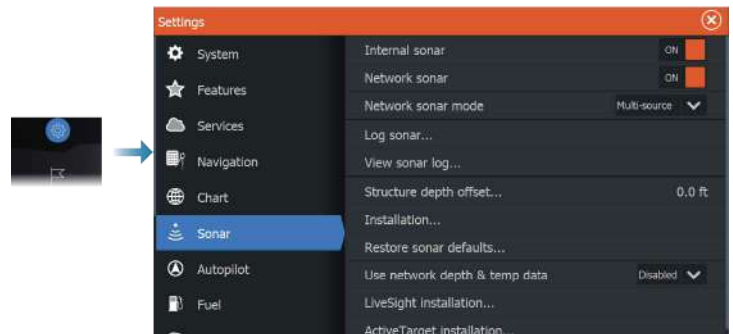 Settings
System
Features
Services
Navigation
Chart
Sonar
Autopilot
Fuel
Internal sonar ON
Network sonar ON
Network sonar mode Multi-source
Log sonar...
View sonar log...
Structure depth offset... 0.0 ft
Installation...
Restore sonar defaults...
Use network depth & temp data Disabled
LiveSight installation...
ActiveTarget installation...